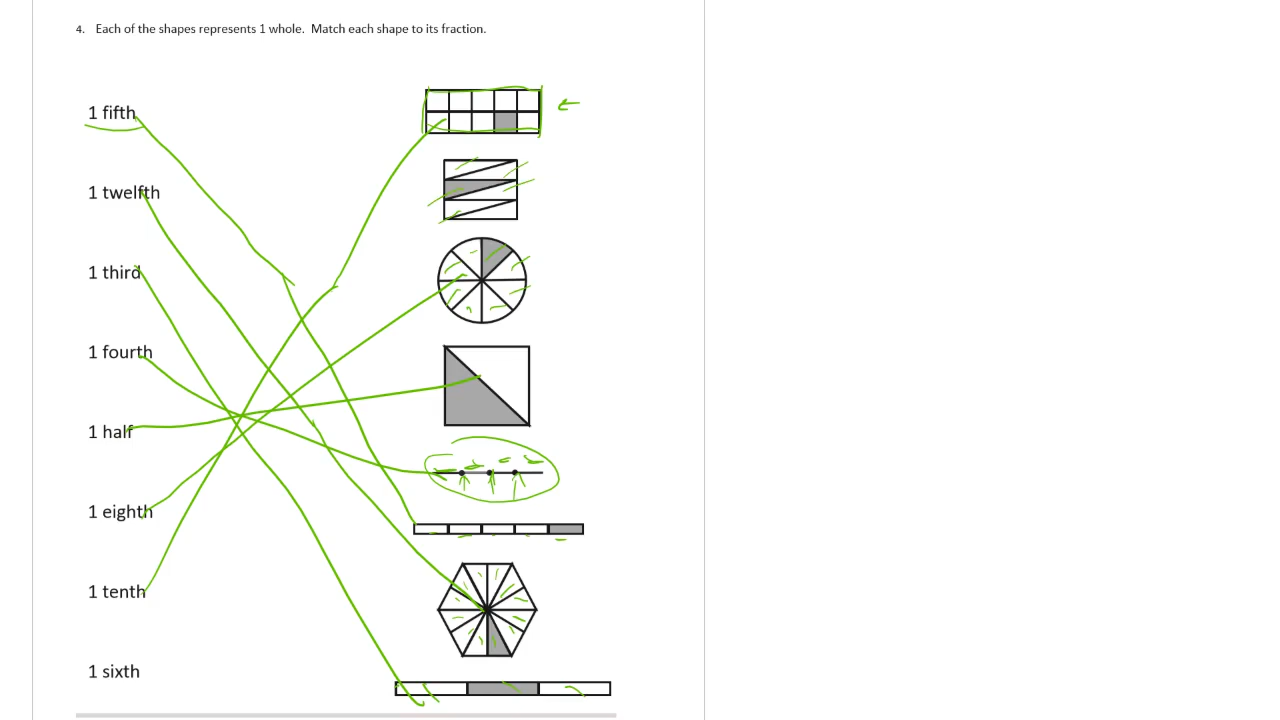 4. Each of the shapes represents 1 whole. Match each shape to its fraction.
1 fifth
1 twelfth
1 third
1 fourth
1 half
1 eighth
1 tenth
1 sixth